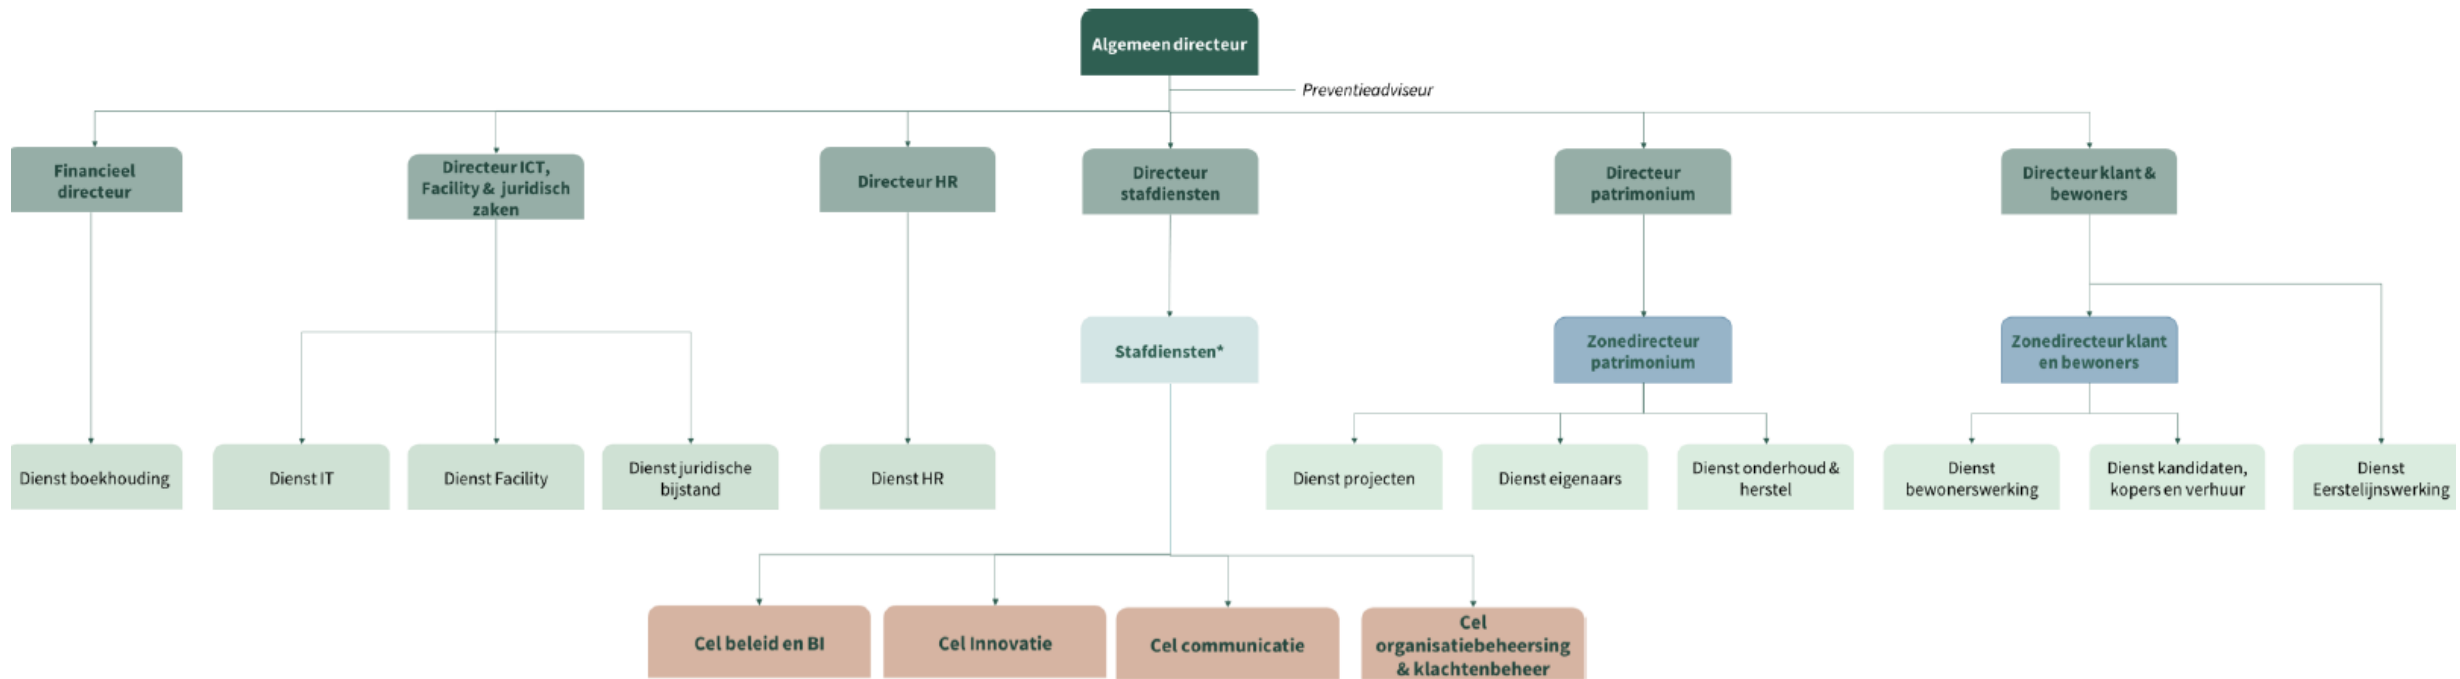 Algemeen directeur
Preventieadviseur
Financieel
directeur
Directeur ICT,
Facility & juridisch
zaken
Directeur HR
Directeur
stafdiensten
Directeur
patrimonium
Directeur klant &
bewoners
Stafdiensten*
Zonedirecteur
patrimonium
Zonedirecteur klant
en bewoners
Dienst boekhouding
Dienst IT
Dienst Facility
Dienst juridische
bijstand
Dienst HR
Dienst projecten
Dienst eigenaars
Dienst onderhoud &
herstel
Dienst
bewonerswerking
Dienst kandidaten,
kopers en verhuur
Dienst
Eerstelijnswerking
Cel beleid en BI
Cel Innovatie
Cel communicatie
Cel
organisatiebeheersing
& klachtenbeheer